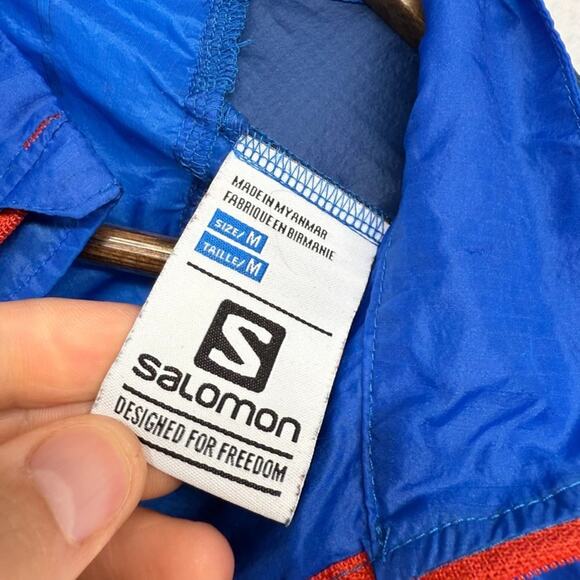 MADE IN MYANMAR
FABRIQUE EN BIRMANIE
SIZE/ M
TAILLE/ M
S
SALOMON
DESIGNED FOR FREEDOM